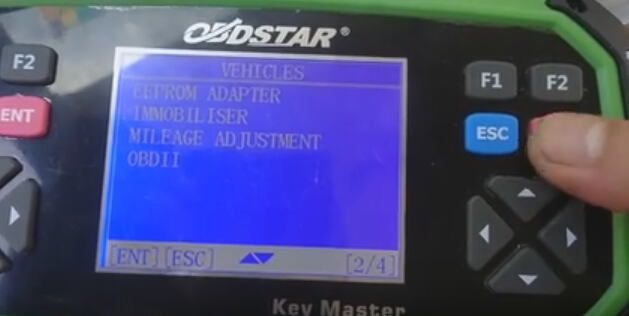 OBDSTAR®
F2
ENT
VEHICLES
EEPROM ADAPTER
IMMOBILISER
MILEAGE ADJUSTMENT
OBDII
[ENT] [ESC] [2/4]
F1 F2
ESC
Key Master